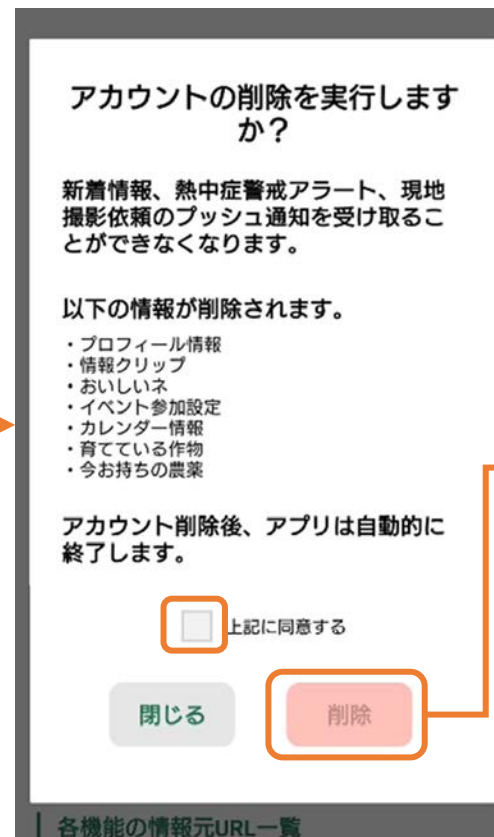 アカウントの削除を実行します
か？
新着情報、熱中症警戒アラート、現地
撮影依頼のプッシュ通知を受け取るこ
とができなくなります。
以下の情報が削除されます。
・プロフィール情報
・情報クリップ
・おいしいネ
・イベント参加設定
・カレンダー情報
・育てている作物
・今お持ちの農薬
アカウント削除後、アプリは自動的に
終了します。
上記に同意する
閉じる 削除
各機能の情報元URL一覧